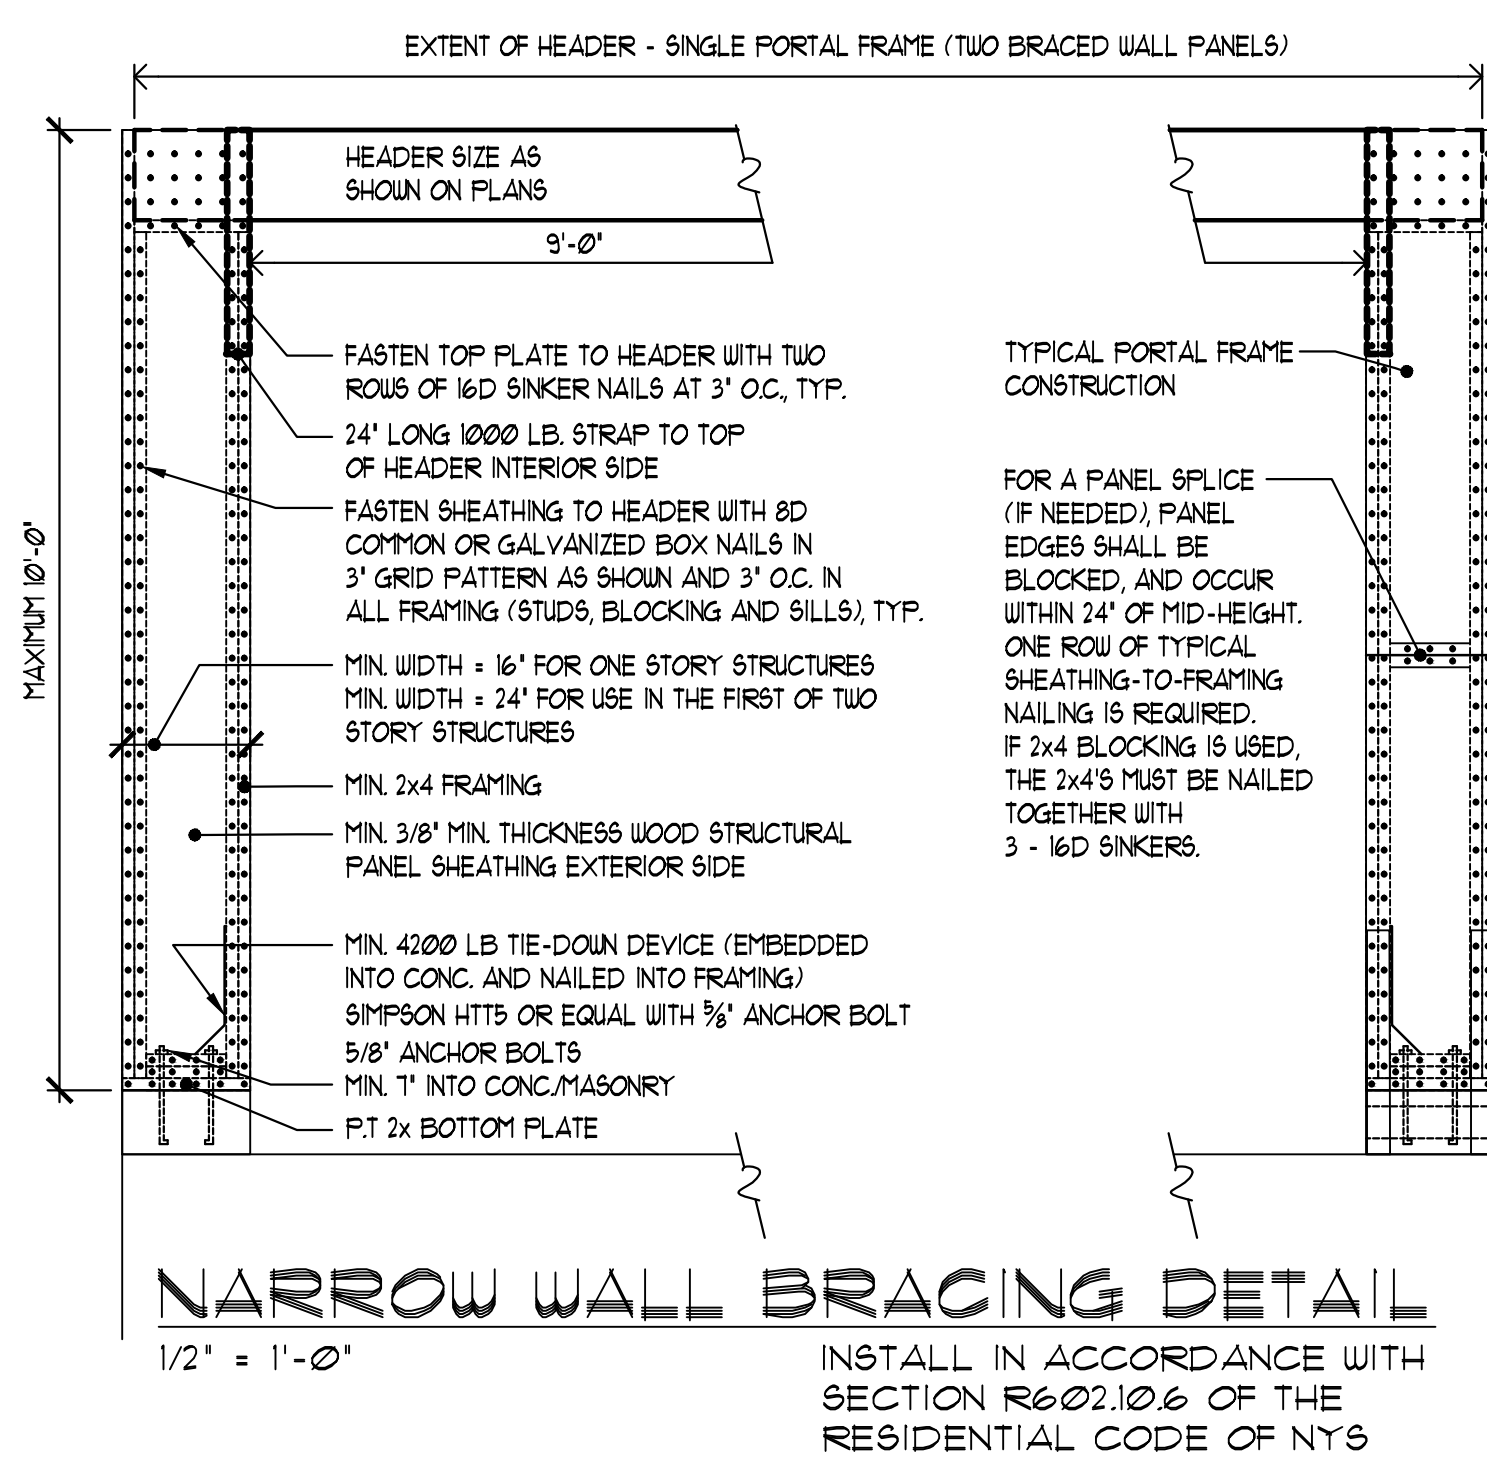 EXTENT OF HEADER - SINGLE PORTAL FRAME (TWO BRACED WALL PANELS)
HEADER SIZE AS
SHOWN ON PLANS
9'-0"
MAXIMUM 10'-0"
FASTEN TOP PLATE TO HEADER WITH TWO
ROWS OF 16D SINKER NAILS AT 3" O.C., TYP.
24" LONG 1000 LB. STRAP TO TOP
OF HEADER INTERIOR SIDE
FASTEN SHEATHING TO HEADER WITH 8D
COMMON OR GALVANIZED BOX NAILS IN
3" GRID PATTERN AS SHOWN AND 3" O.C. IN
ALL FRAMING (STUDS, BLOCKING AND SILLS), TYP.
MIN. WIDTH = 16" FOR ONE STORY STRUCTURES
MIN. WIDTH = 24" FOR USE IN THE FIRST OF TWO
STORY STRUCTURES
MIN. 2x4 FRAMING
MIN. 3/8" MIN. THICKNESS WOOD STRUCTURAL
PANEL SHEATHING EXTERIOR SIDE
MIN. 4200 LB TIE-DOWN DEVICE (EMBEDDED
INTO CONC. AND NAILED INTO FRAMING)
SIMPSON HTT5 OR EQUAL WITH 5/8" ANCHOR BOLT
5/8" ANCHOR BOLTS
MIN. 7" INTO CONC./MASONRY
P.T 2x BOTTOM PLATE
TYPICAL PORTAL FRAME
CONSTRUCTION
FOR A PANEL SPLICE
(IF NEEDED), PANEL
EDGES SHALL BE
BLOCKED, AND OCCUR
WITHIN 24" OF MID-HEIGHT.
ONE ROW OF TYPICAL
SHEATHING-TO-FRAMING
NAILING IS REQUIRED.
IF 2x4 BLOCKING IS USED,
THE 2x4'S MUST BE NAILED
TOGETHER WITH
3 - 16D SINKERS.
NARROW WALL BRACING DETAIL
1/2" = 1'-0"
INSTALL IN ACCORDANCE WITH
SECTION R602.10.6 OF THE
RESIDENTIAL CODE OF NYS